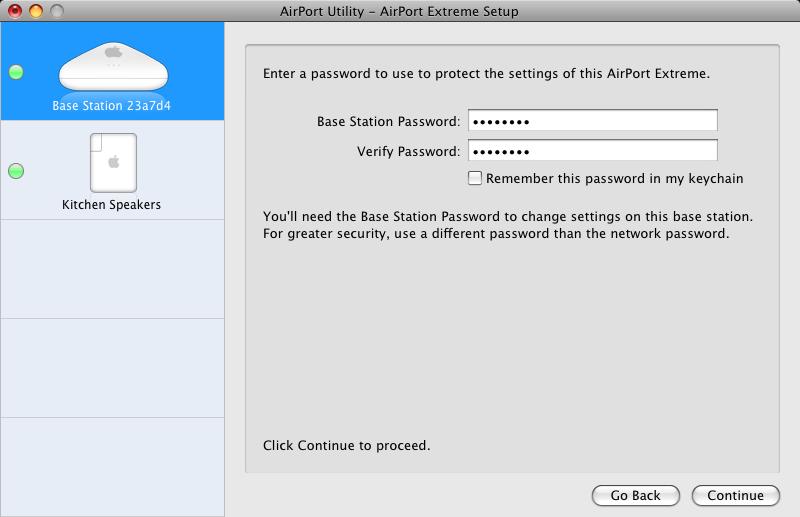 AirPort Utility – AirPort Extreme Setup
Base Station 23a7d4
Kitchen Speakers
Enter a password to use to protect the settings of this AirPort Extreme.
Base Station Password: ••••••••
Verify Password: ••••••••
Remember this password in my keychain
You'll need the Base Station Password to change settings on this base station.
For greater security, use a different password than the network password.
Click Continue to proceed.
Go Back
Continue